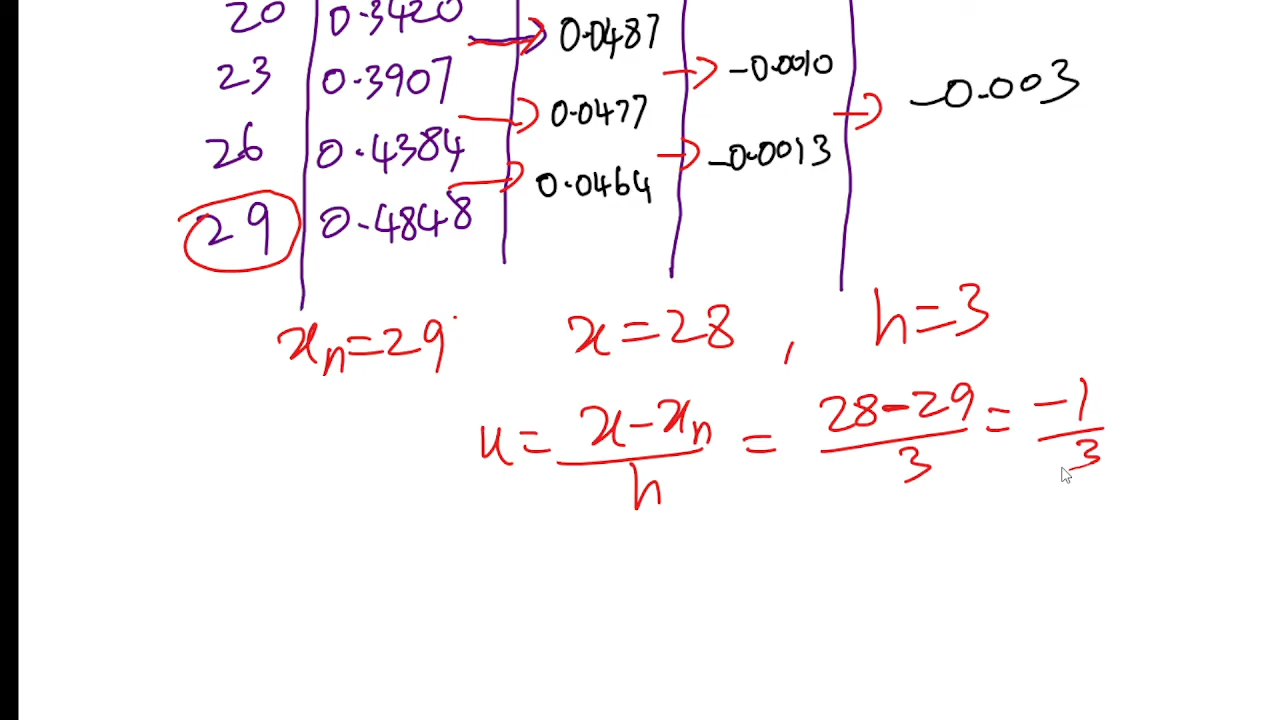 20 0.3420
0.0487
23 0.3907 -0.0010
0.0477 -0.003
26 0.4384 -0.0013
0.0464
29 0.4848
xn=29 x=28 , h=3
u= x-xn/h = 28-29/3 = -1/3